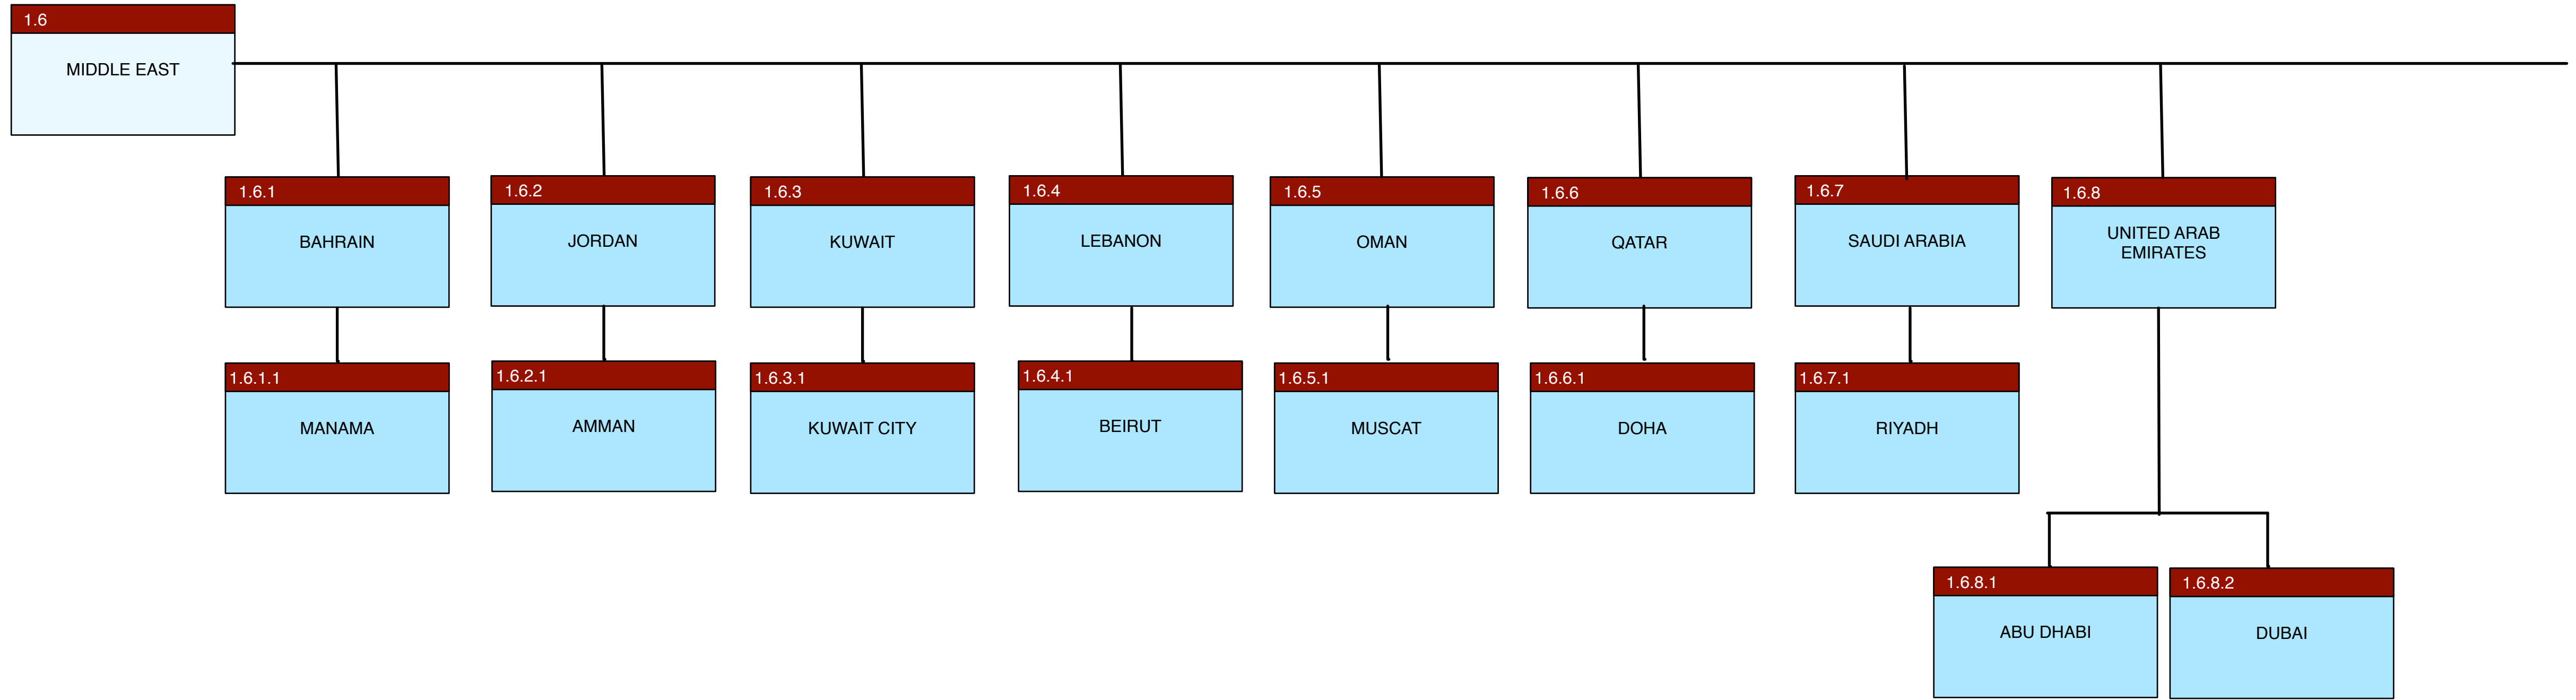 1.6
MIDDLE EAST
1.6.1
BAHRAIN
1.6.2
JORDAN
1.6.3
KUWAIT
1.6.4
LEBANON
1.6.5
OMAN
1.6.6
QATAR
1.6.7
SAUDI ARABIA
1.6.8
UNITED ARAB
EMIRATES
1.6.1.1
MANAMA
1.6.2.1
AMMAN
1.6.3.1
KUWAIT CITY
1.6.4.1
BEIRUT
1.6.5.1
MUSCAT
1.6.6.1
DOHA
1.6.7.1
RIYADH
1.6.8.1
ABU DHABI
1.6.8.2
DUBAI